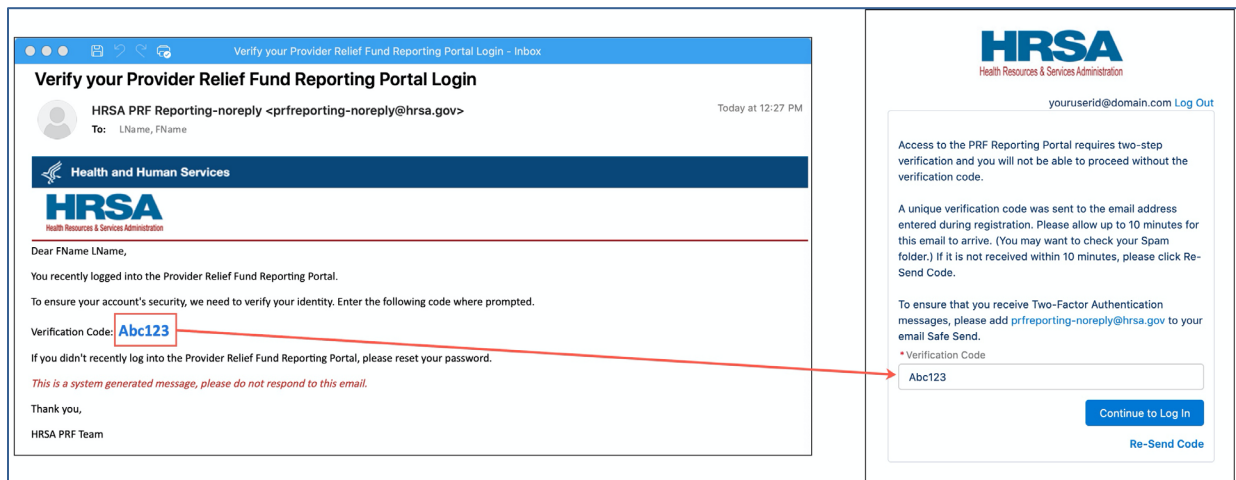 Verify your Provider Relief Fund Reporting Portal Login - Inbox
Verify your Provider Relief Fund Reporting Portal Login
HRSA PRF Reporting-noreply <prfreporting-noreply@hrsa.gov>
Today at 12:27 PM
To: LName, FName
Health and Human Services
HRSA
Health Resources & Services Administration
Dear FName LName,
You recently logged into the Provider Relief Fund Reporting Portal.
To ensure your account's security, we need to verify your identity. Enter the following code where prompted.
Verification Code: Abc123
If you didn't recently log into the Provider Relief Fund Reporting Portal, please reset your password.
This is a system generated message, please do not respond to this email.
Thank you,
HRSA PRF Team
HRSA
Health Resources & Services Administration
youruserid@domain.com Log Out
Access to the PRF Reporting Portal requires two-step
verification and you will not be able to proceed without the
verification code.
A unique verification code was sent to the email address
entered during registration. Please allow up to 10 minutes for
this email to arrive. (You may want to check your Spam
folder.) If it is not received within 10 minutes, please click Re-
Send Code.
To ensure that you receive Two-Factor Authentication
messages, please add prfreporting-noreply@hrsa.gov to your
email Safe Send.
*Verification Code
Abc123
Continue to Log In
Re-Send Code